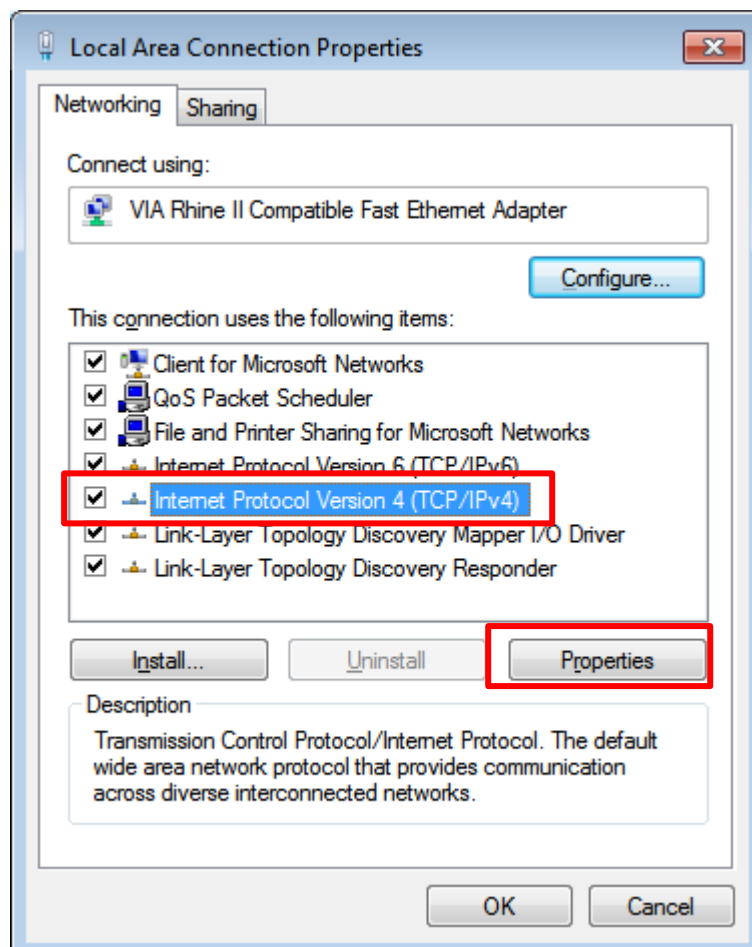 Local Area Connection Properties
Networking
Sharing
Connect using:
VIA Rhine II Compatible Fast Ethernet Adapter
Configure...
This connection uses the following items:
Client for Microsoft Networks
QoS Packet Scheduler
File and Printer Sharing for Microsoft Networks
Internet Protocol Version 6 (TCP/IPv6)
Internet Protocol Version 4 (TCP/IPv4)
Link-Layer Topology Discovery Mapper I/O Driver
Link-Layer Topology Discovery Responder
Install...
Uninstall
Properties
Description
Transmission Control Protocol/Internet Protocol. The default
wide area network protocol that provides communication
across diverse interconnected networks.
OK
Cancel